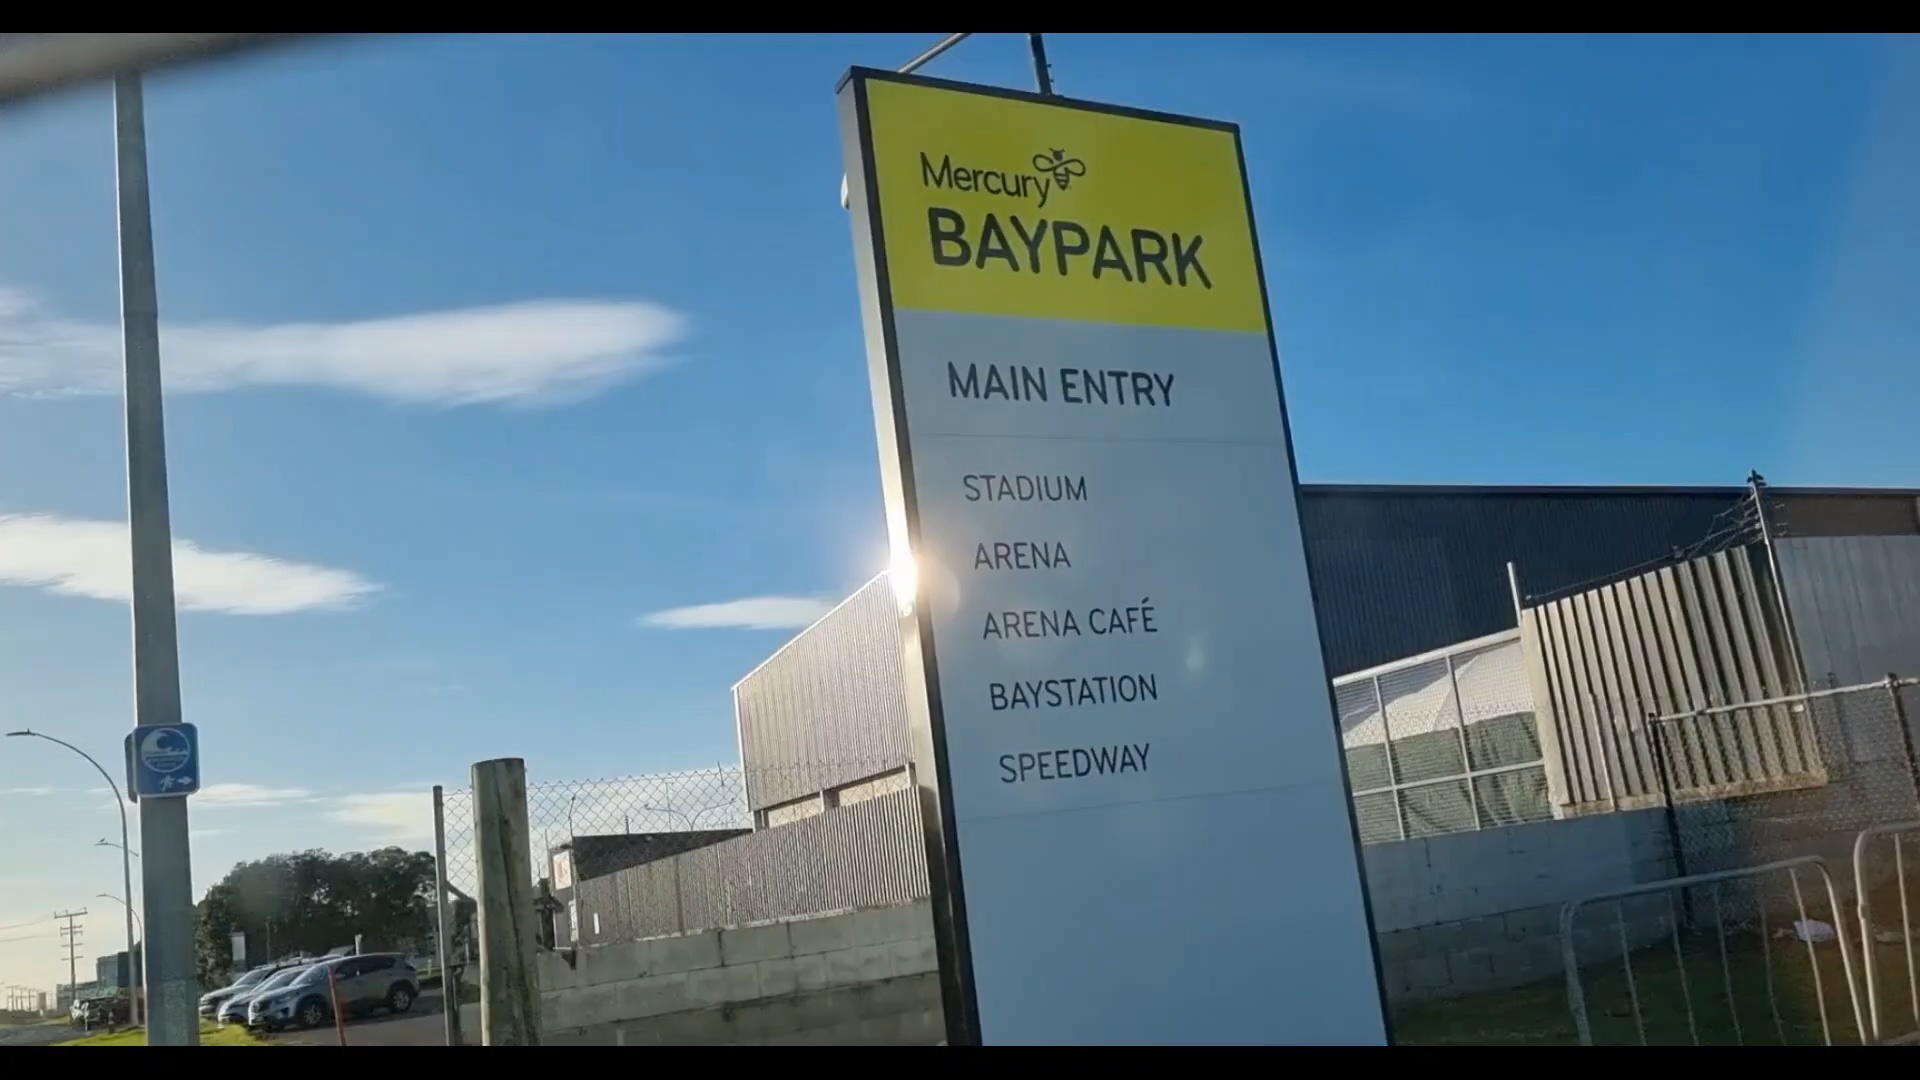 Mercury
BAYPARK
MAIN ENTRY
STADIUM
ARENA
ARENA CAFÉ
BAYSTATION
SPEEDWAY